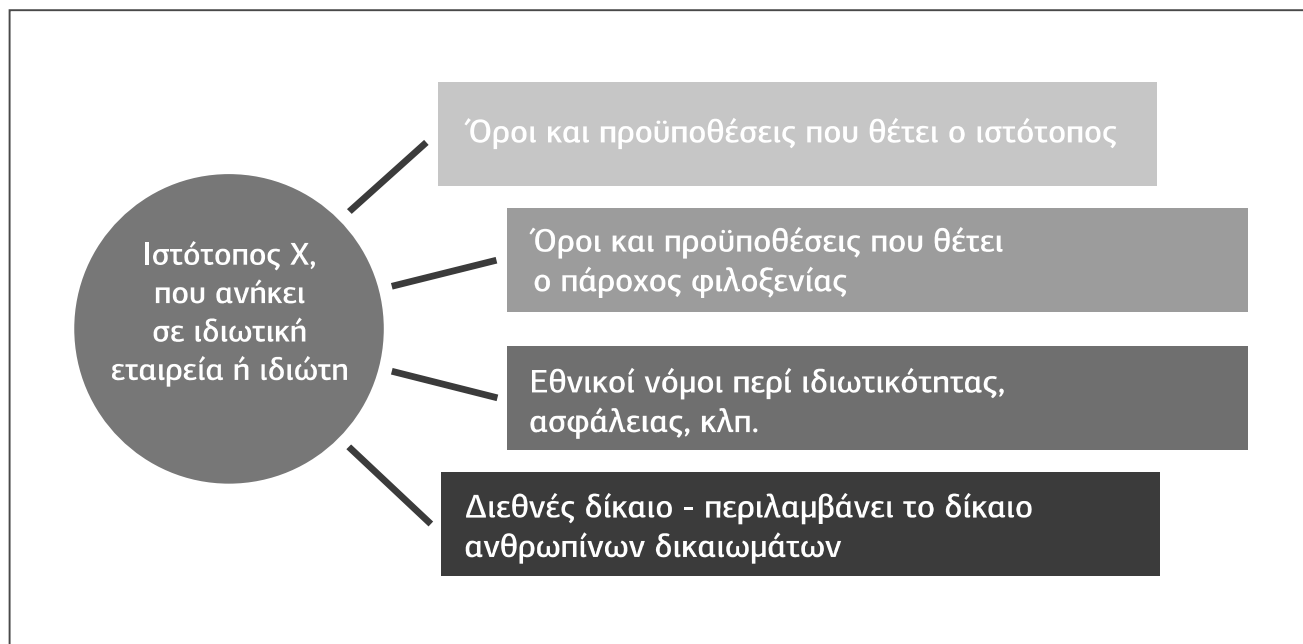 Ιστότοπος Χ,
που ανήκει
σε ιδιωτική
εταιρεία ή ιδιώτη
Όροι και προϋποθέσεις που θέτει ο ιστότοπος
Όροι και προϋποθέσεις που θέτει
ο πάροχος φιλοξενίας
Εθνικοί νόμοι περί ιδιωτικότητας,
ασφάλειας, κλπ.
Διεθνές δίκαιο - περιλαμβάνει το δίκαιο
ανθρωπίνων δικαιωμάτων